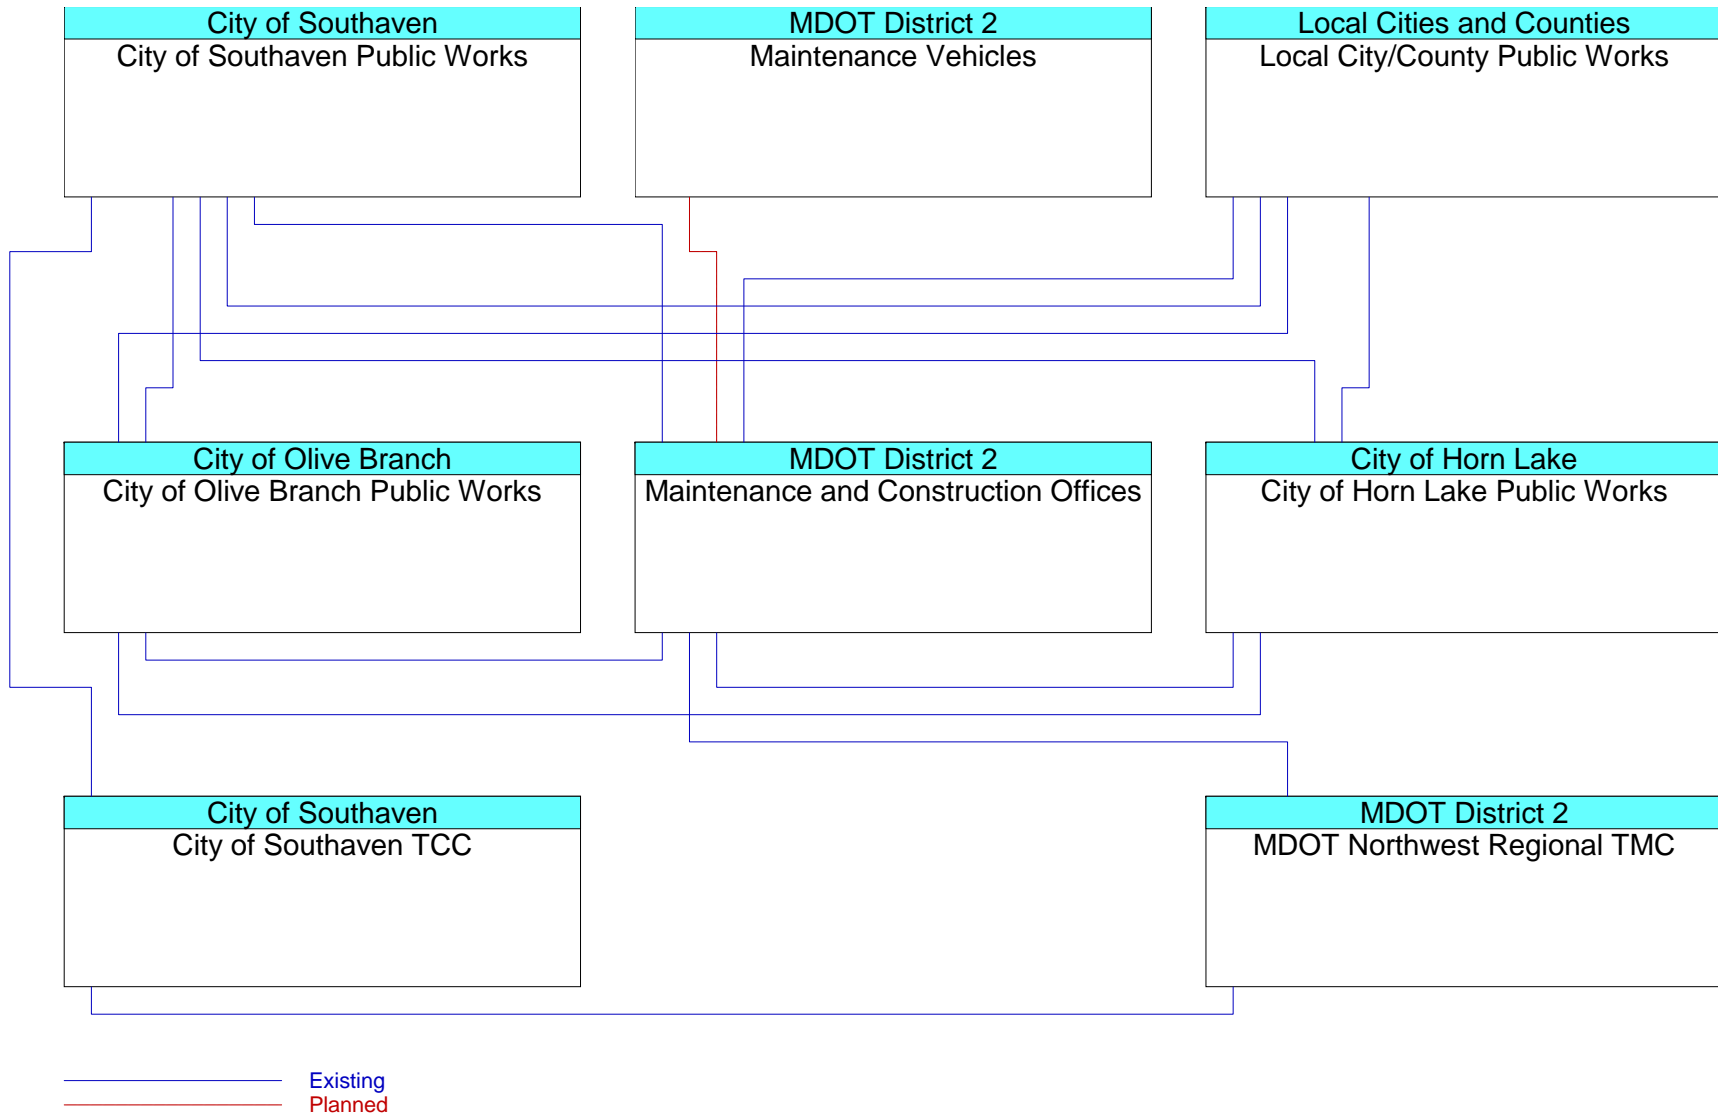 City of Southaven
City of Southaven Public Works
MDOT District 2
Maintenance Vehicles
Local Cities and Counties
Local City/County Public Works
City of Olive Branch
City of Olive Branch Public Works
MDOT District 2
Maintenance and Construction Offices
City of Horn Lake
City of Horn Lake Public Works
City of Southaven
City of Southaven TCC
MDOT District 2
MDOT Northwest Regional TMC
Existing
Planned